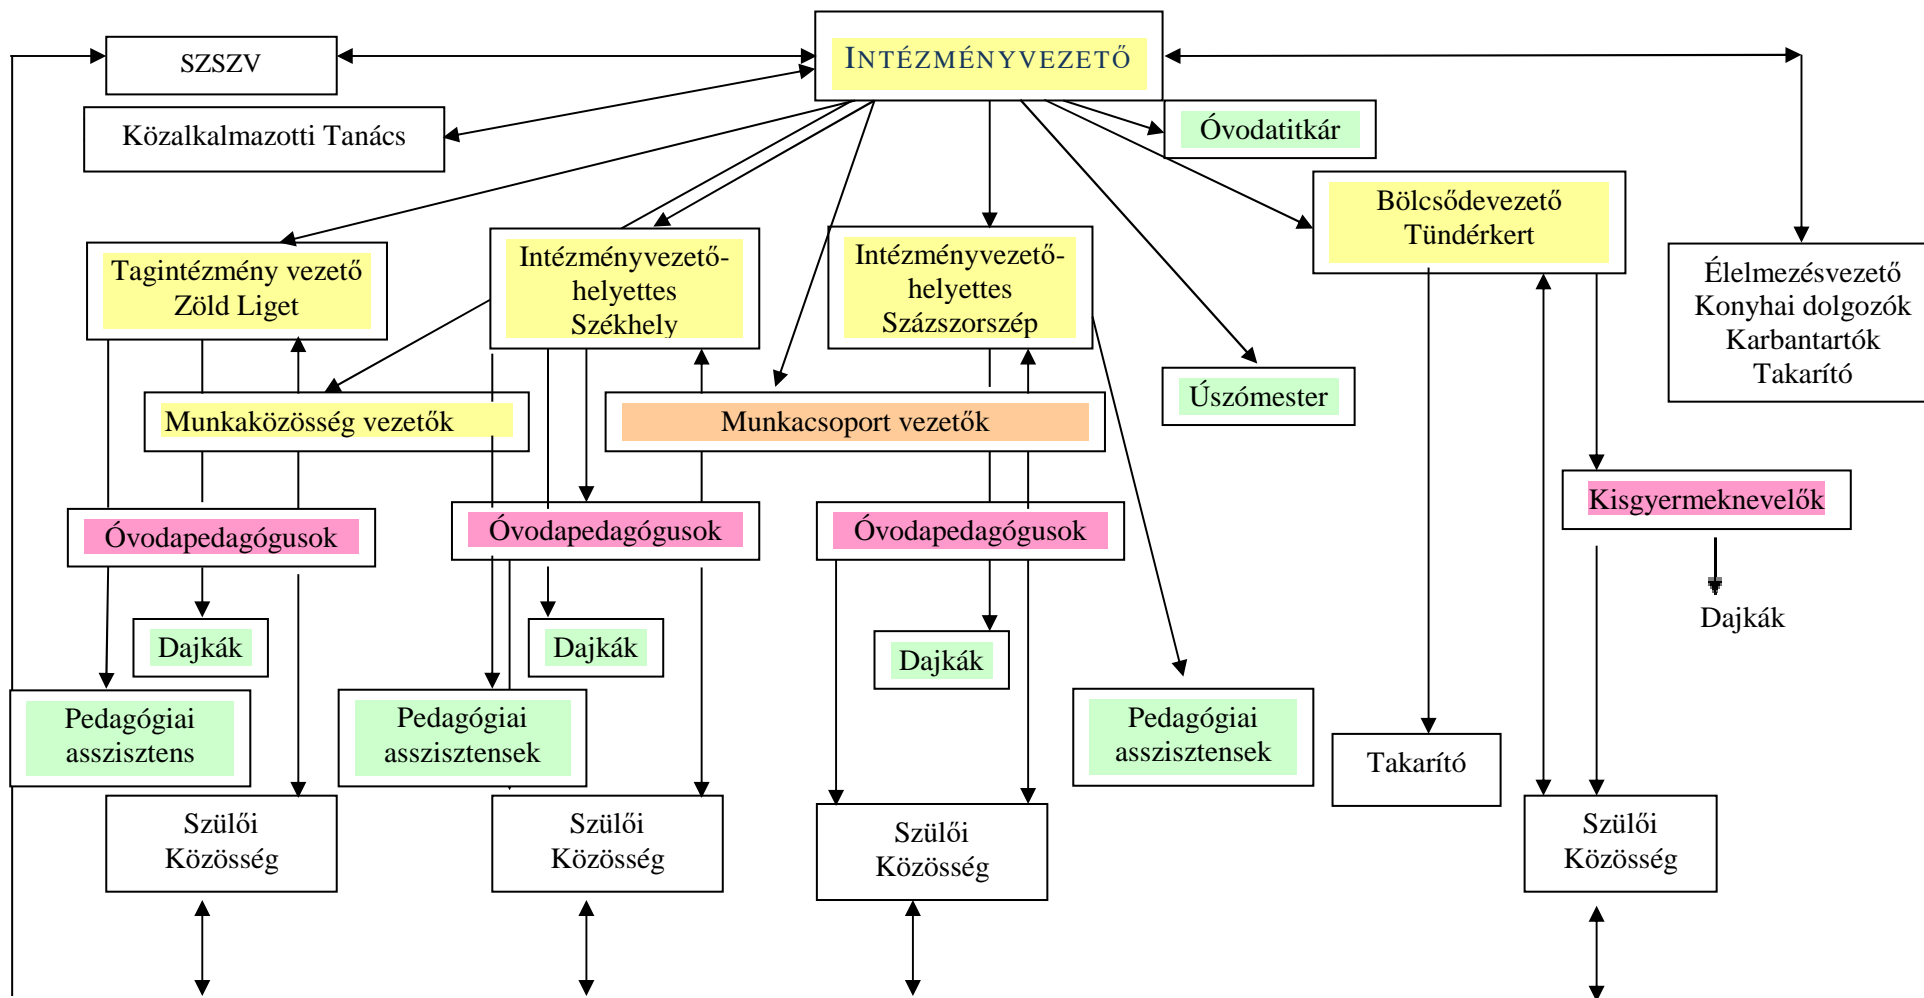 SZSZV
INTÉZMÉNYVEZETŐ
Közalkalmazotti Tanács
Óvodatitkár
Bölcsődevezető
Tündérkert
Tagintézmény vezető
Zöld Liget
Intézményvezető-
helyettes
Székhely
Intézményvezető-
helyettes
Százszorszép
Élelmezésvezető
Konyhai dolgozók
Karbantartók
Takarító
Úszómester
Munkaközösség vezetők
Munkacsoport vezetők
Kisgyermeknevelők
Óvodapedagógusok
Óvodapedagógusok
Óvodapedagógusok
Dajkák
Dajkák
Dajkák
Dajkák
Pedagógiai
asszisztens
Pedagógiai
asszisztensek
Pedagógiai
asszisztensek
Takarító
Szülői
Közösség
Szülői
Közösség
Szülői
Közösség
Szülői
Közösség